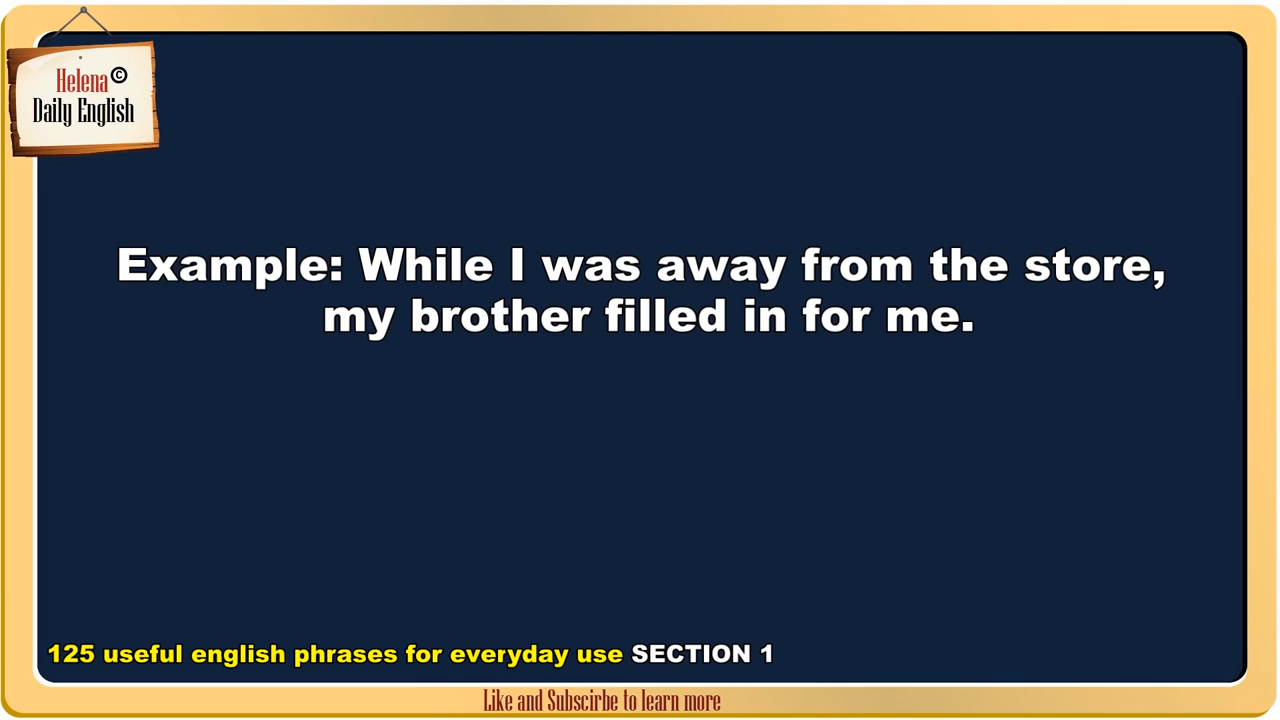 Helena ©
Daily English
Example: While I was away from the store,
my brother filled in for me.
125 useful english phrases for everyday use SECTION 1
Like and Subscirbe to learn more